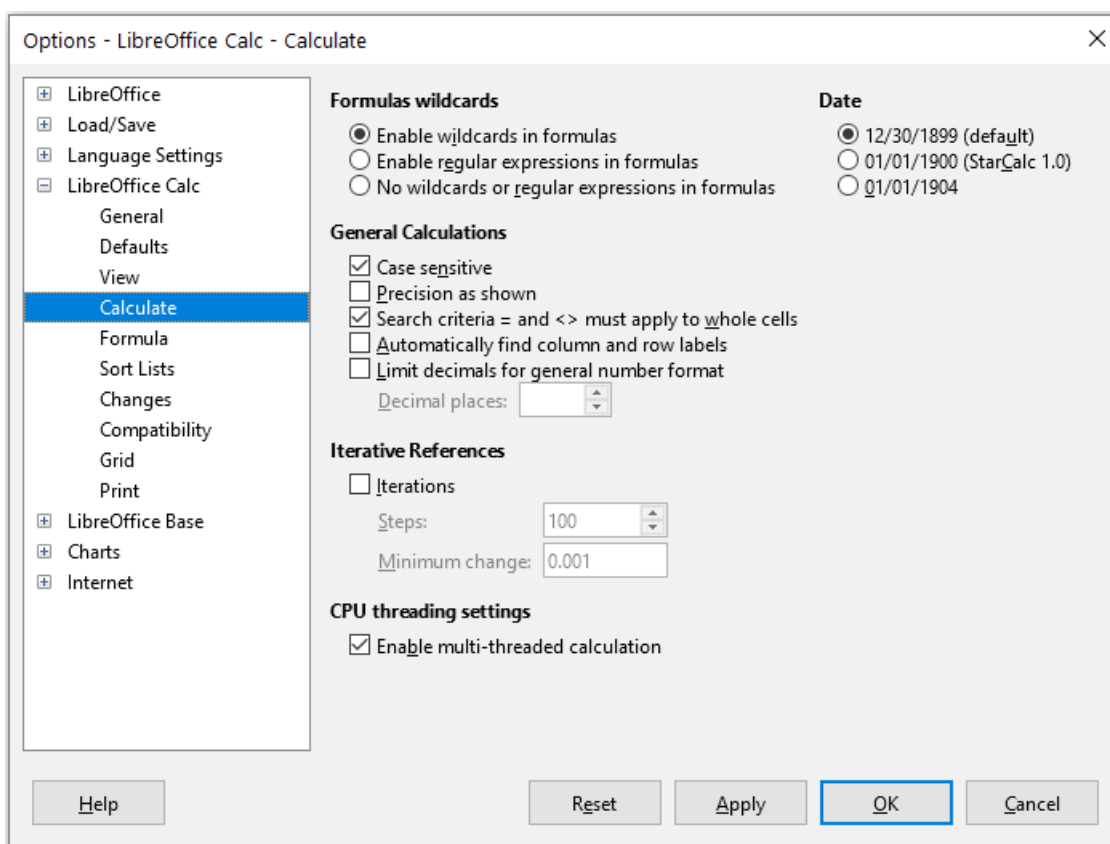 Options - LibreOffice Calc - Calculate
LibreOffice
Load/Save
Language Settings
LibreOffice Calc
General
Defaults
View
Calculate
Formula
Sort Lists
Changes
Compatibility
Grid
Print
LibreOffice Base
Charts
Internet
Formulas wildcards
Enable wildcards in formulas
Enable regular expressions in formulas
No wildcards or regular expressions in formulas
Date
12/30/1899 (default)
01/01/1900 (StarCalc 1.0)
01/01/1904
General Calculations
Case sensitive
Precision as shown
Search criteria = and <> must apply to whole cells
Automatically find column and row labels
Limit decimals for general number format
Decimal places:
Iterative References
Iterations
Steps: 100
Minimum change: 0.001
CPU threading settings
Enable multi-threaded calculation
Help Reset Apply OK Cancel